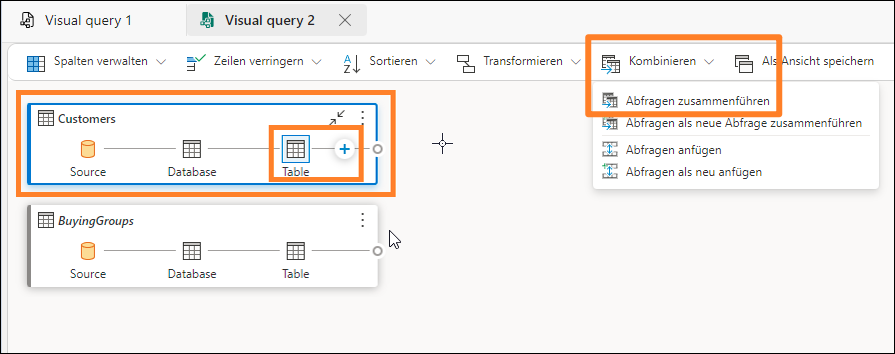 Visual query 1
Visual query 2
Spalten verwalten
Zeilen verringern
Sortieren
Transformieren
Kombinieren
Als Ansicht speichern
Abfragen zusammenführen
Abfragen als neue Abfrage zusammenführen
Abfragen anfügen
Abfragen als neu anfügen
Customers
Source
Database
Table
BuyingGroups
Source
Database
Table